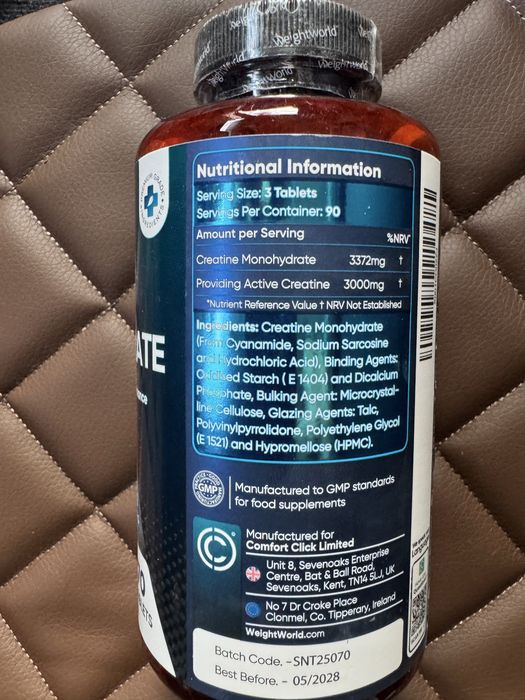 Weightworld
Weightworld
Weightworld
Nutritional Information
Serving Size: 3 Tablets
Servings Per Container: 90
Amount per Serving %NRV*
Creatine Monohydrate 3372mg †
Providing Active Creatine 3000mg †
*Nutrient Reference Value † NRV Not Established
Ingredients: Creatine Monohydrate
(From Cyanamide, Sodium Sarcosine
and Hydrochloric Acid), Binding Agents:
Oxidised Starch ( E 1404) and Dicalcium
Phosphate, Bulking Agent: Microcrystal-
line Cellulose, Glazing Agents: Talc,
Polyvinylpyrrolidone, Polyethylene Glycol
(E 1521) and Hypromellose (HPMC).
GMP
Manufactured to GMP standards
for food supplements
Manufactured for
Comfort Click Limited
Unit 8, Sevenoaks Enterprise
Centre, Bat & Ball Road,
Sevenoaks, Kent, TN14 5LJ, UK
No 7 Dr Croke Place
Clonmel, Co. Tipperary, Ireland
WeightWorld.com
Batch Code. -SNT25070
Best Before. - 05/2028